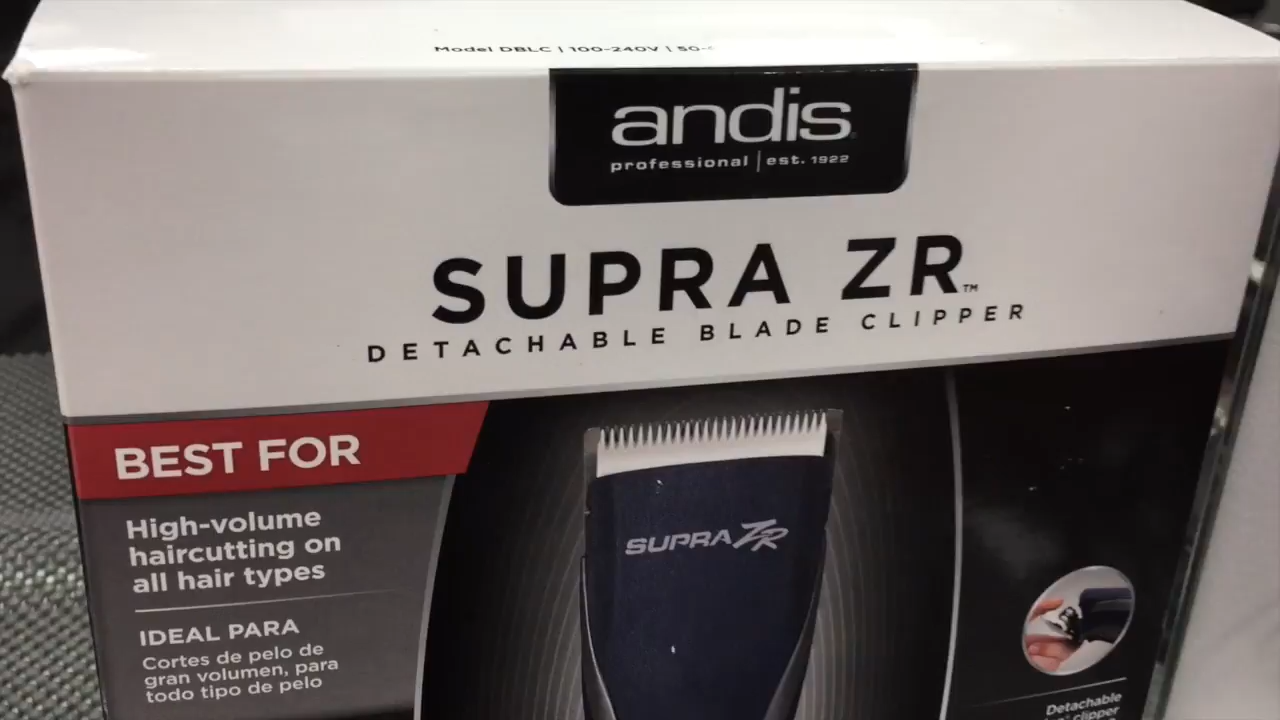 Model DBLC | 100-240V | 50-
andis
professional | est. 1922
SUPRA ZR™
DETACHABLE BLADE CLIPPER
BEST FOR
High-volume
haircutting on
all hair types
IDEAL PARA
Cortes de pelo de
gran volumen, para
todo tipo de pelo
SUPRA ZR
Detachable
clipper